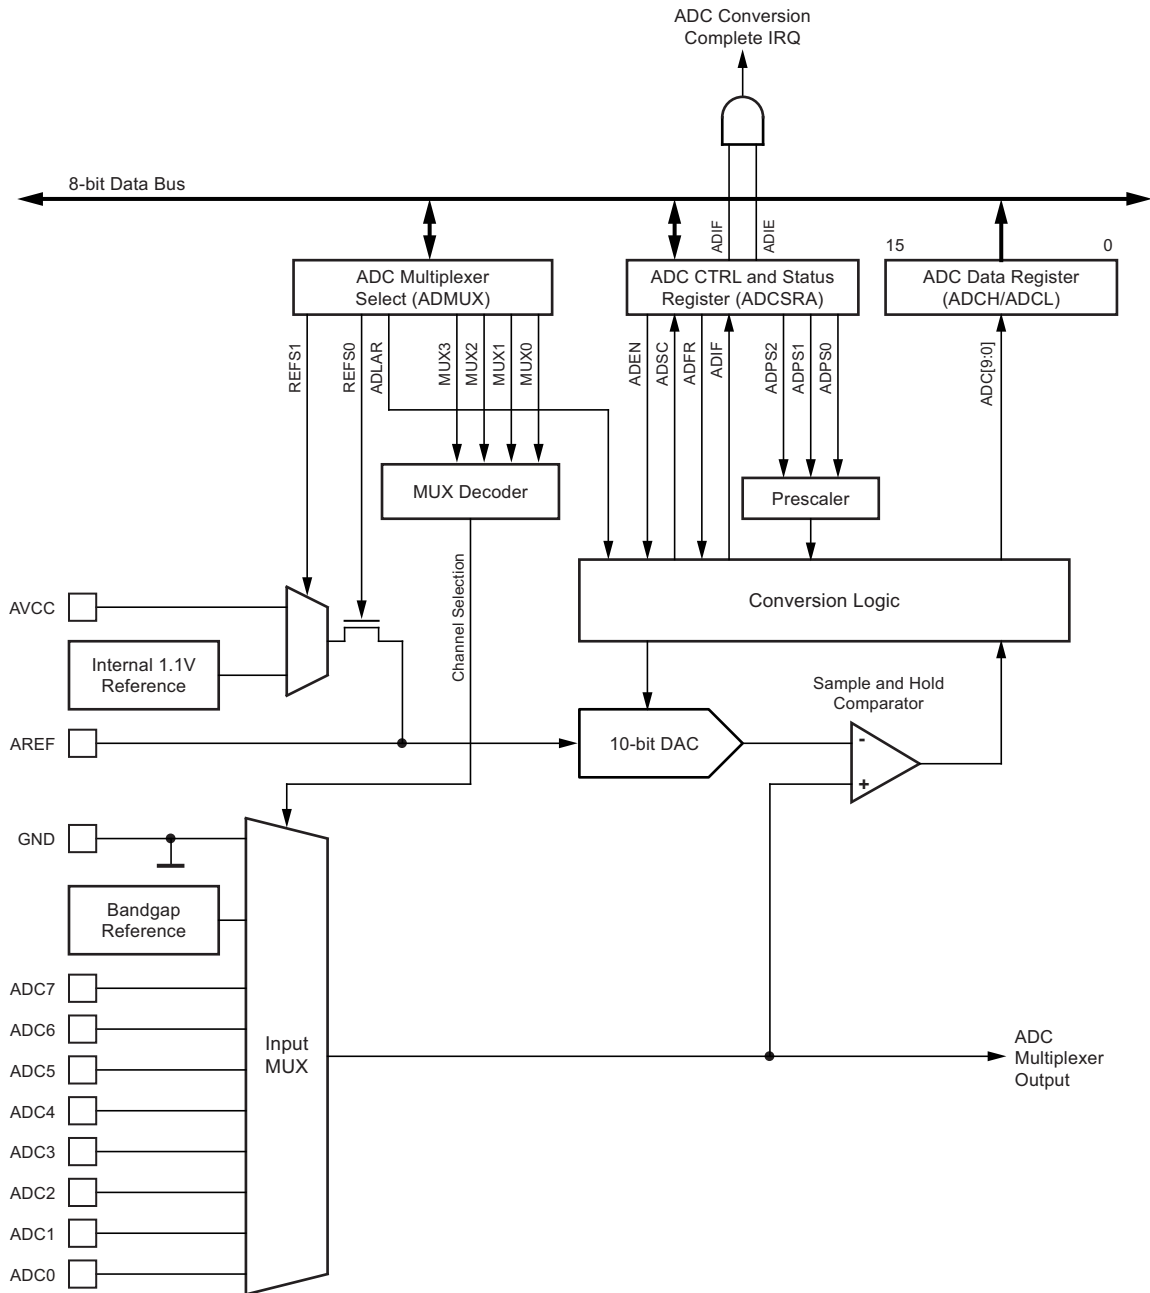 ADC Conversion
Complete IRQ
8-bit Data Bus
ADIF
ADIE
15
0
ADC Multiplexer
Select (ADMUX)
ADC CTRL and Status
Register (ADCSRA)
ADC Data Register
(ADCH/ADCL)
REFS1
REFS0
ADLAR
MUX3
MUX2
MUX1
MUX0
ADEN
ADSC
ADFR
ADIF
ADPS2
ADPS1
ADPS0
ADC[9:0]
MUX Decoder
Prescaler
Channel Selection
Conversion Logic
AVCC
Internal 1.1V
Reference
Sample and Hold
Comparator
AREF
10-bit DAC
-
+
GND
Bandgap
Reference
ADC7
ADC6
ADC5
ADC4
ADC3
ADC2
ADC1
ADC0
Input
MUX
ADC
Multiplexer
Output